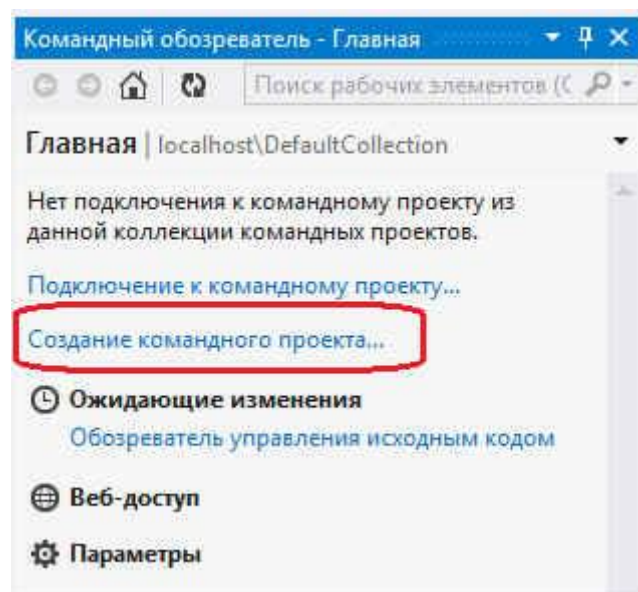 Командный обозреватель - Главная
Поиск рабочих элементов (С
Главная | localhost\DefaultCollection
Нет подключения к командному проекту из
данной коллекции командных проектов.
Подключение к командному проекту...
Создание командного проекта...
Ожидающие изменения
Обозреватель управления исходным кодом
Веб-доступ
Параметры